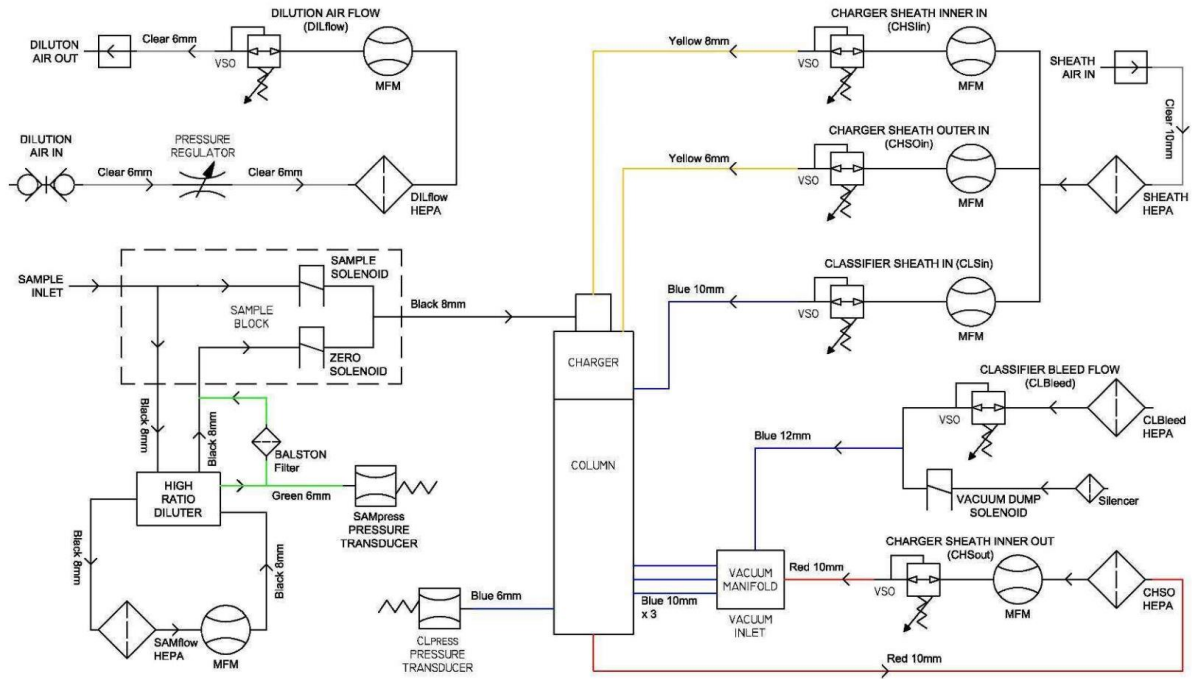 DILUTION AIR FLOW
(DILflow)
DILUTON
AIR OUT
Clear 6mm
VSO
MFM
DILUTION
AIR IN
Clear 6mm
PRESSURE
REGULATOR
Clear 6mm
DILflow
HEPA
CHARGER SHEATH INNER IN
(CHSIin)
Yellow 8mm
VSO
MFM
SHEATH
AIR IN
Clear 10mm
CHARGER SHEATH OUTER IN
(CHSOin)
Yellow 6mm
VSO
MFM
SHEATH
HEPA
CLASSIFIER SHEATH IN (CLSin)
Blue 10mm
VSO
MFM
SAMPLE
INLET
SAMPLE
SOLENOID
SAMPLE
BLOCK
ZERO
SOLENOID
Black 8mm
Black 8mm
Black 8mm
BALSTON
Filter
HIGH
RATIO
DILUTER
Green 6mm
SAMpress
PRESSURE
TRANSDUCER
Black 8mm
Black 8mm
SAMflow
HEPA
MFM
CHARGER
COLUMN
CLASSIFIER BLEED FLOW
(CLBleed)
VSO
CLBleed
HEPA
Blue 12mm
VACUUM DUMP
SOLENOID
Silencer
CHARGER SHEATH INNER OUT
(CHSout)
Red 10mm
VSO
MFM
CHSO
HEPA
VACUUM
MANIFOLD
VACUUM
INLET
Blue 10mm
x 3
Blue 6mm
CLPRESS
PRESSURE
TRANSDUCER
Red 10mm